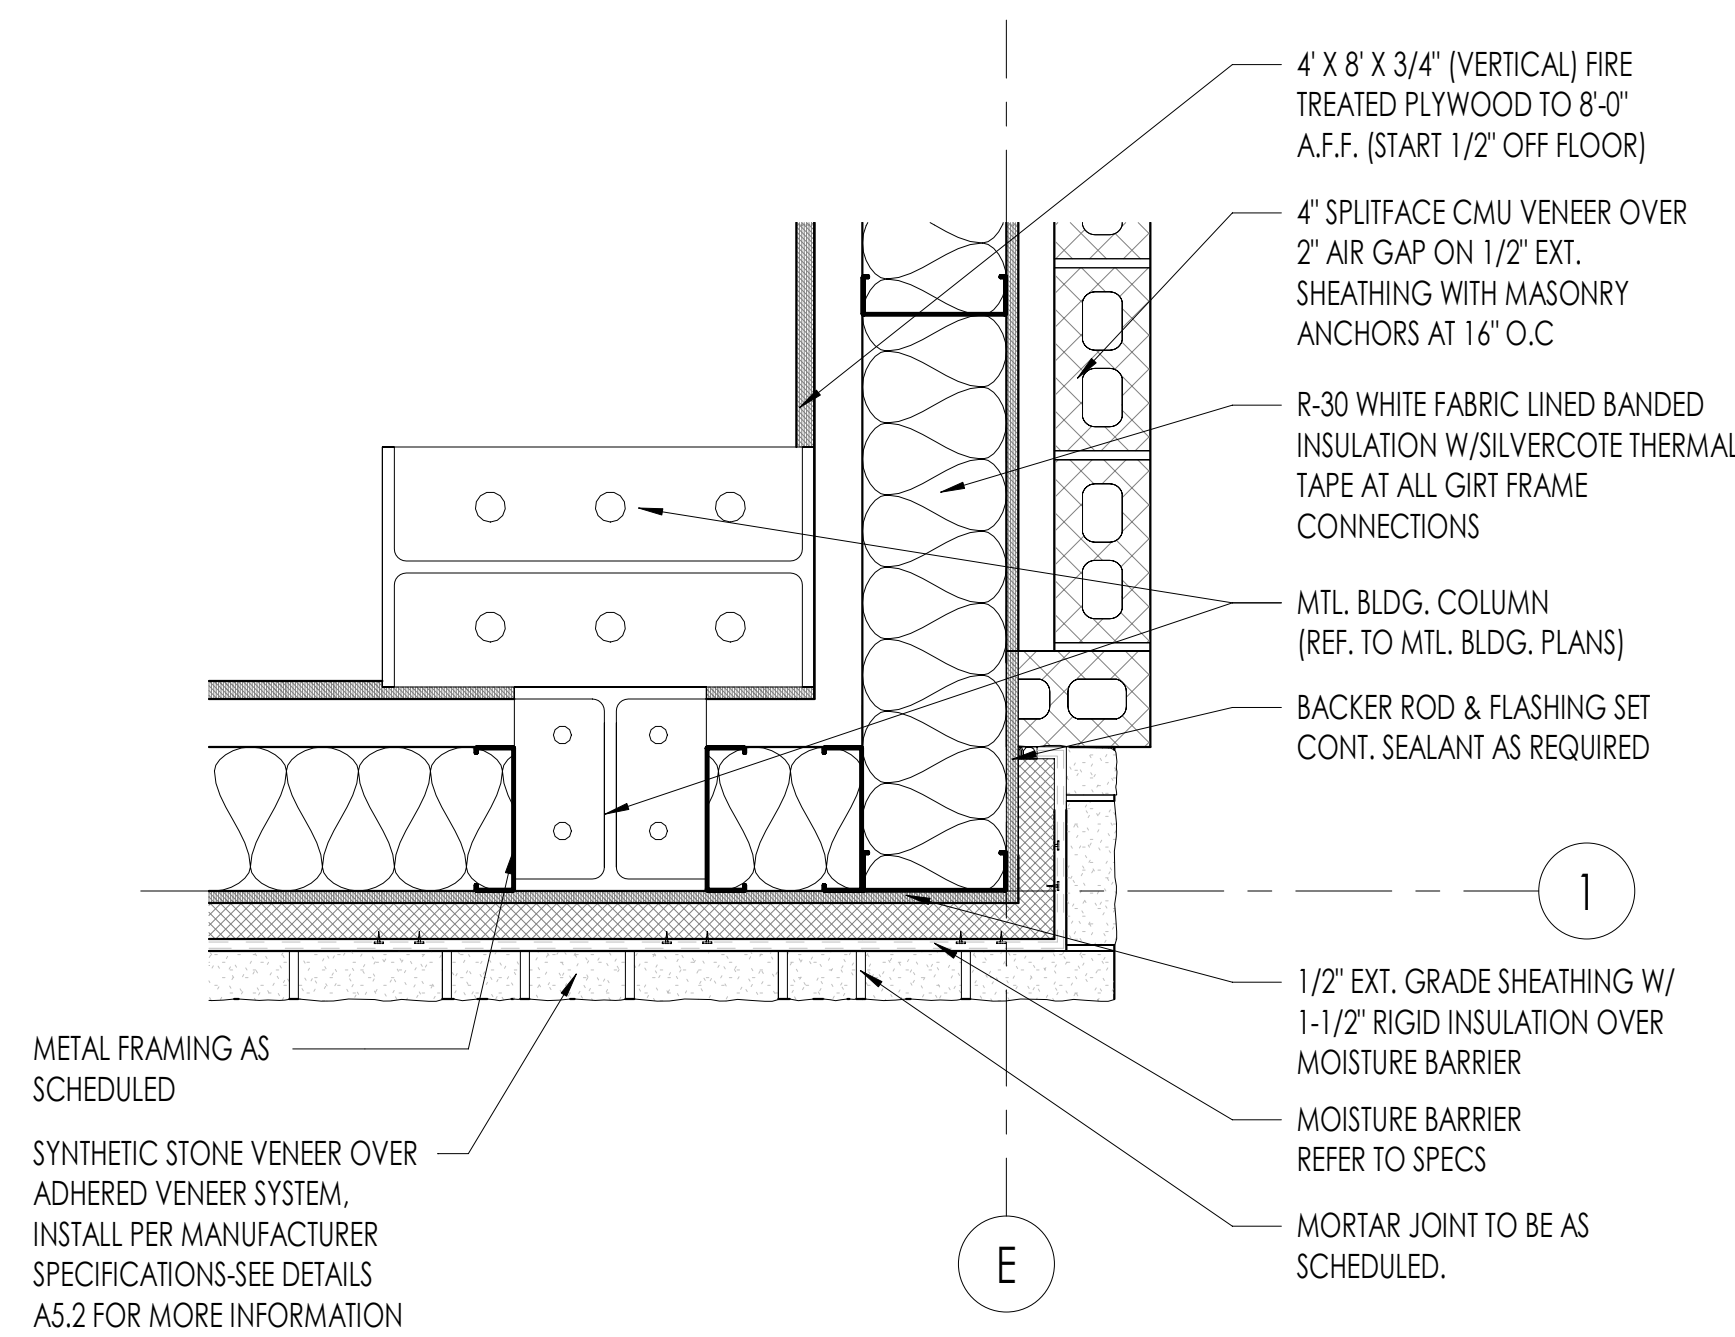 4' X 8' X 3/4" (VERTICAL) FIRE
TREATED PLYWOOD TO 8'-0"
A.F.F. (START 1/2" OFF FLOOR)
4" SPLITFACE CMU VENEER OVER
2" AIR GAP ON 1/2" EXT.
SHEATHING WITH MASONRY
ANCHORS AT 16" O.C
R-30 WHITE FABRIC LINED BANDED
INSULATION W/SILVERCOTE THERMAL
TAPE AT ALL GIRT FRAME
CONNECTIONS
MTL. BLDG. COLUMN
(REF. TO MTL. BLDG. PLANS)
BACKER ROD & FLASHING SET
CONT. SEALANT AS REQUIRED
1
1/2" EXT. GRADE SHEATHING W/
1-1/2" RIGID INSULATION OVER
MOISTURE BARRIER
MOISTURE BARRIER
REFER TO SPECS
MORTAR JOINT TO BE AS
SCHEDULED.
E
METAL FRAMING AS
SCHEDULED
SYNTHETIC STONE VENEER OVER
ADHERED VENEER SYSTEM,
INSTALL PER MANUFACTURER
SPECIFICATIONS-SEE DETAILS
A5.2 FOR MORE INFORMATION